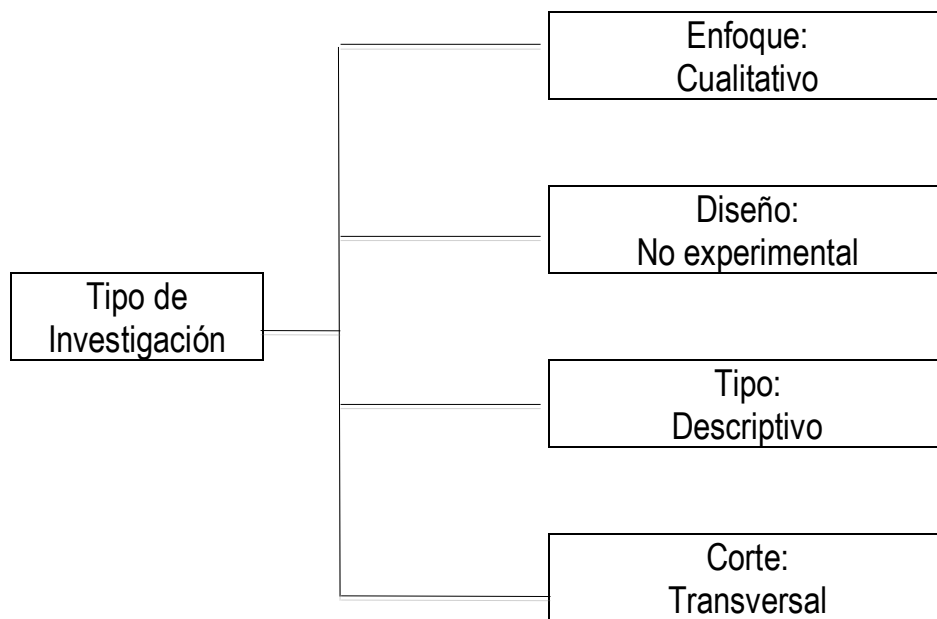 Enfoque:
Cualitativo
Diseño:
No experimental
Tipo de
Investigación
Tipo:
Descriptivo
Corte:
Transversal